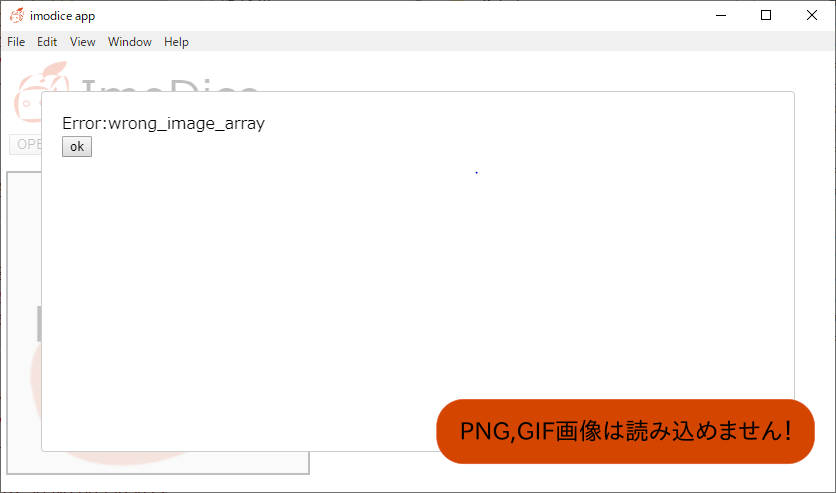 imodice app
File Edit View Window Help
ImoDice
OPE
Error:wrong_image_array
ok
PNG,GIF画像は読み込めません!